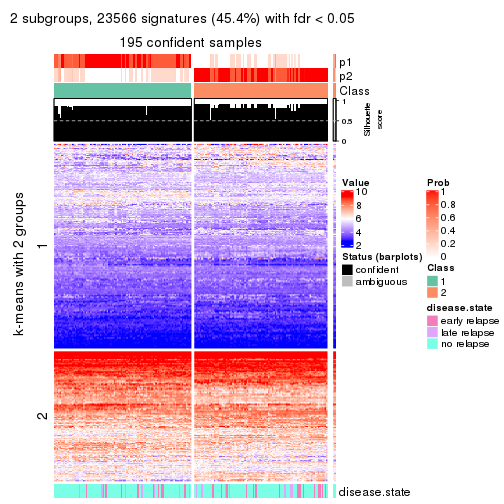 2 subgroups, 23566 signatures (45.4%) with fdr < 0.05
195 confident samples
p1
p2
Class
1
0.5
0
Silhouette
score
k-means with 2 groups
1
2
disease.state
Value
10
8
6
4
2
Status (barplots)
confident
ambiguous
Prob
1
0.8
0.6
0.4
0.2
0
Class
1
2
disease.state
early relapse
late relapse
no relapse